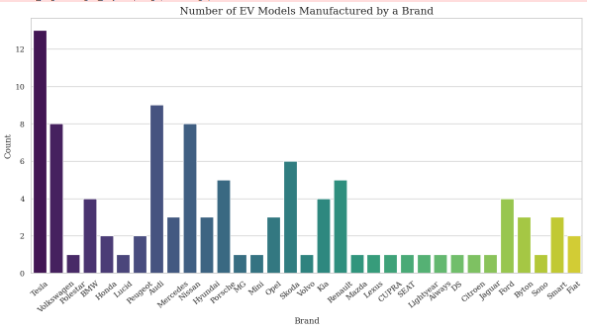 Number of EV Models Manufactured by a Brand
Count
12
10
8
6
4
2
0
Tesla
Volkswagen
Polestar
BMW
Honda
Lucid
Peugeot
Audi
Mercedes
Nissan
Hyundai
Porsche
MG
Mini
Opel
Skoda
Volvo
Kia
Renault
Mazda
Lexus
CUPRA
SEAT
Lightyear
Aiways
DS
Citroen
Jaguar
Ford
Byton
Sono
Smart
Fiat
Brand